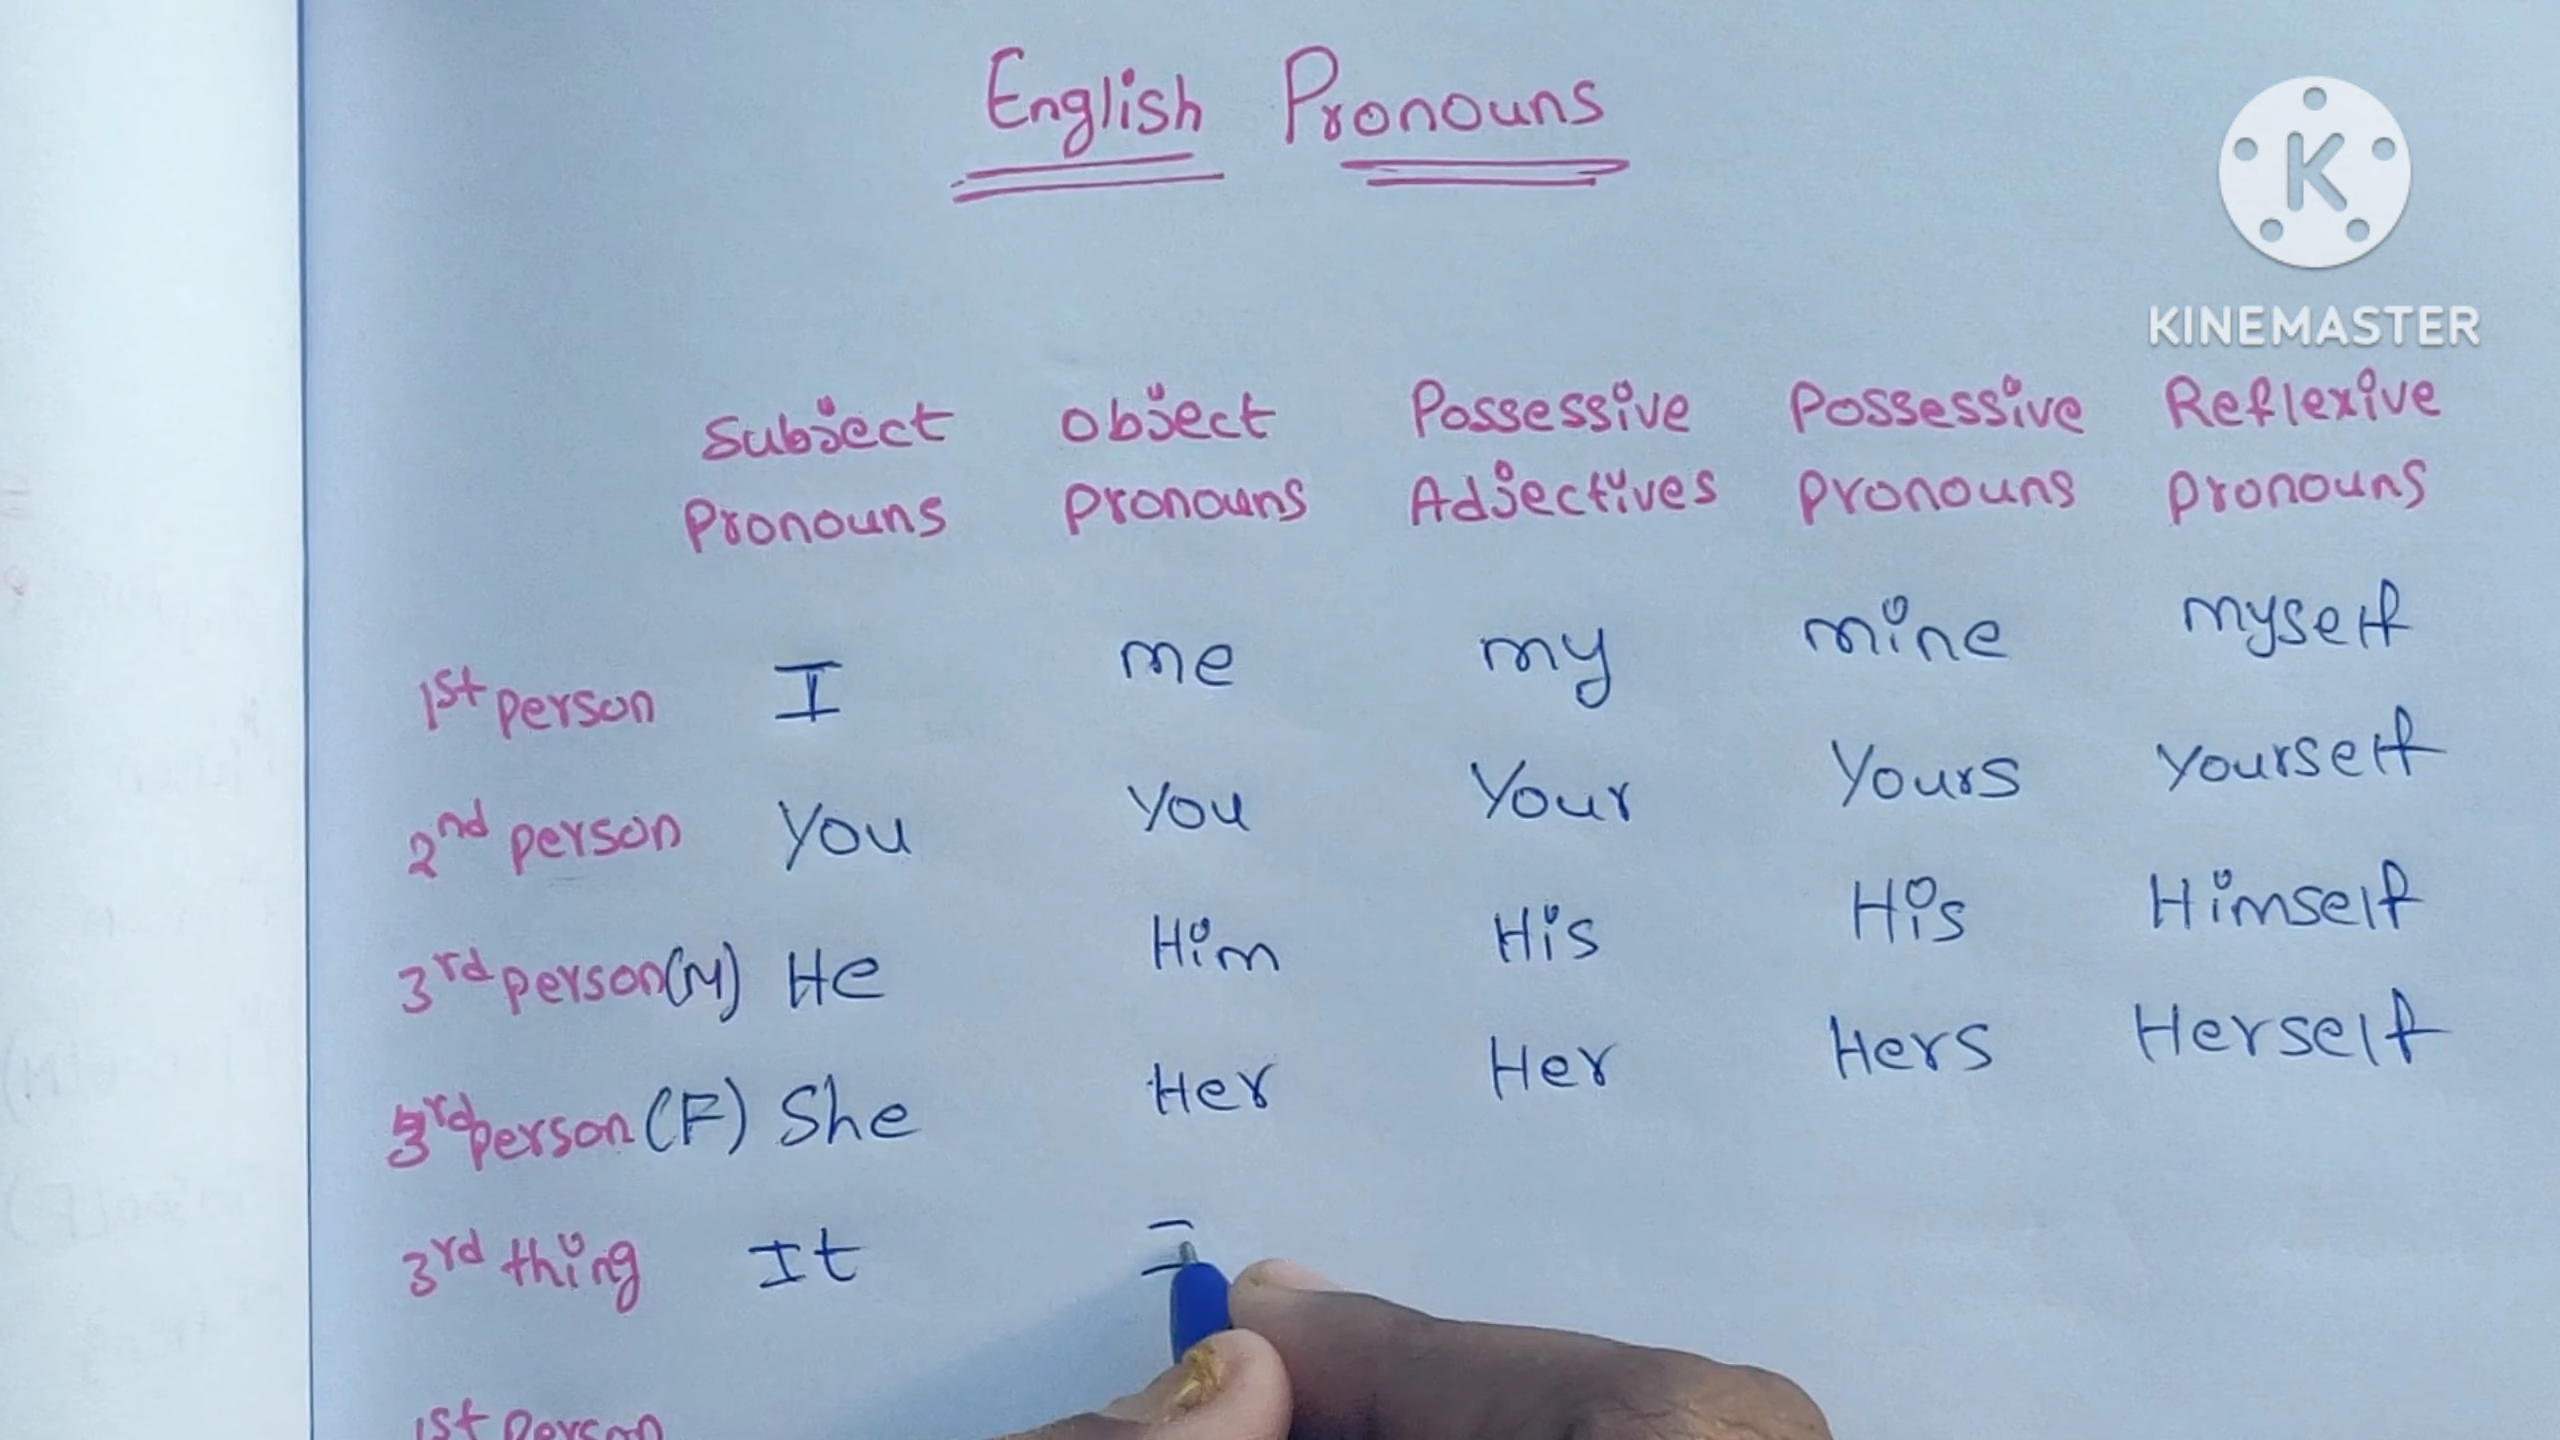 English Pronouns
KINEMASTER
Subject Object Possessive Possessive Reflexive
Pronouns Pronouns Adjectives Pronouns Pronouns
1st person I me my mine myself
2nd person You You Your Yours Yourself
3rd person(M) He Him His His Himself
3rd person (F) She Her Her Hers Herself
3rd thing It I
1st person